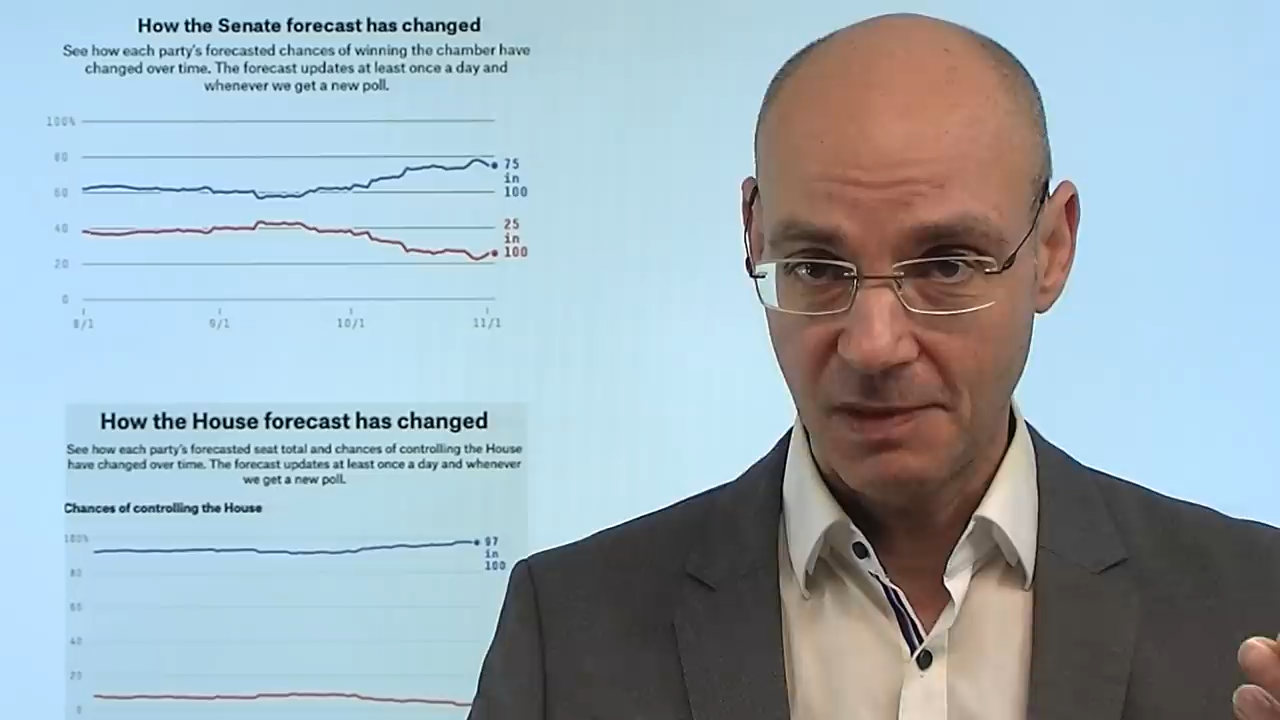 How the Senate forecast has changed
See how each party's forecasted chances of winning the chamber have
changed over time. The forecast updates at least once a day and
whenever we get a new poll.
100%
80
60
40
20
0
75
in
100
25
in
100
8/1
9/1
10/1
11/1
How the House forecast has changed
See how each party's forecasted seat total and chances of controlling the House
have changed over time. The forecast updates at least once a day and whenever
we get a new poll.
Chances of controlling the House
100%
80
60
40
20
0
97
in
100